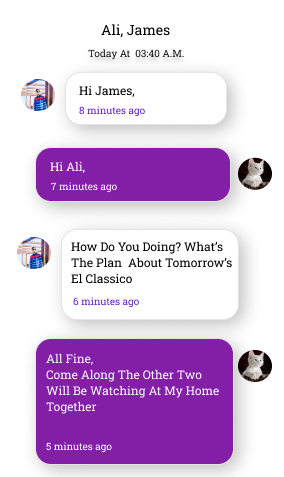 Ali, James
Today At 03:40 A.M.
Hi James,
8 minutes ago
Hi Ali,
7 minutes ago
How Do You Doing? What's
The Plan About Tomorrow's
El Classico
6 minutes ago
All Fine,
Come Along The Other Two
Will Be Watching At My Home
Together
5 minutes ago